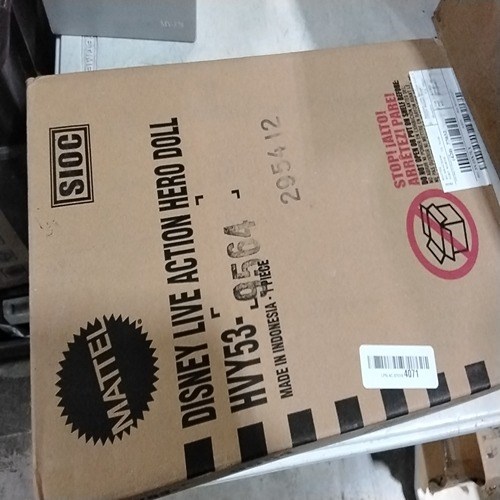 SIOC
MATTEL
DISNEY LIVE ACTION HERO DOLL
HVY53-9564
MADE IN INDONESIA - 1 PIECE
295412
STOP! ¡ALTO!
ARRÊTEZ! PARE!
4071